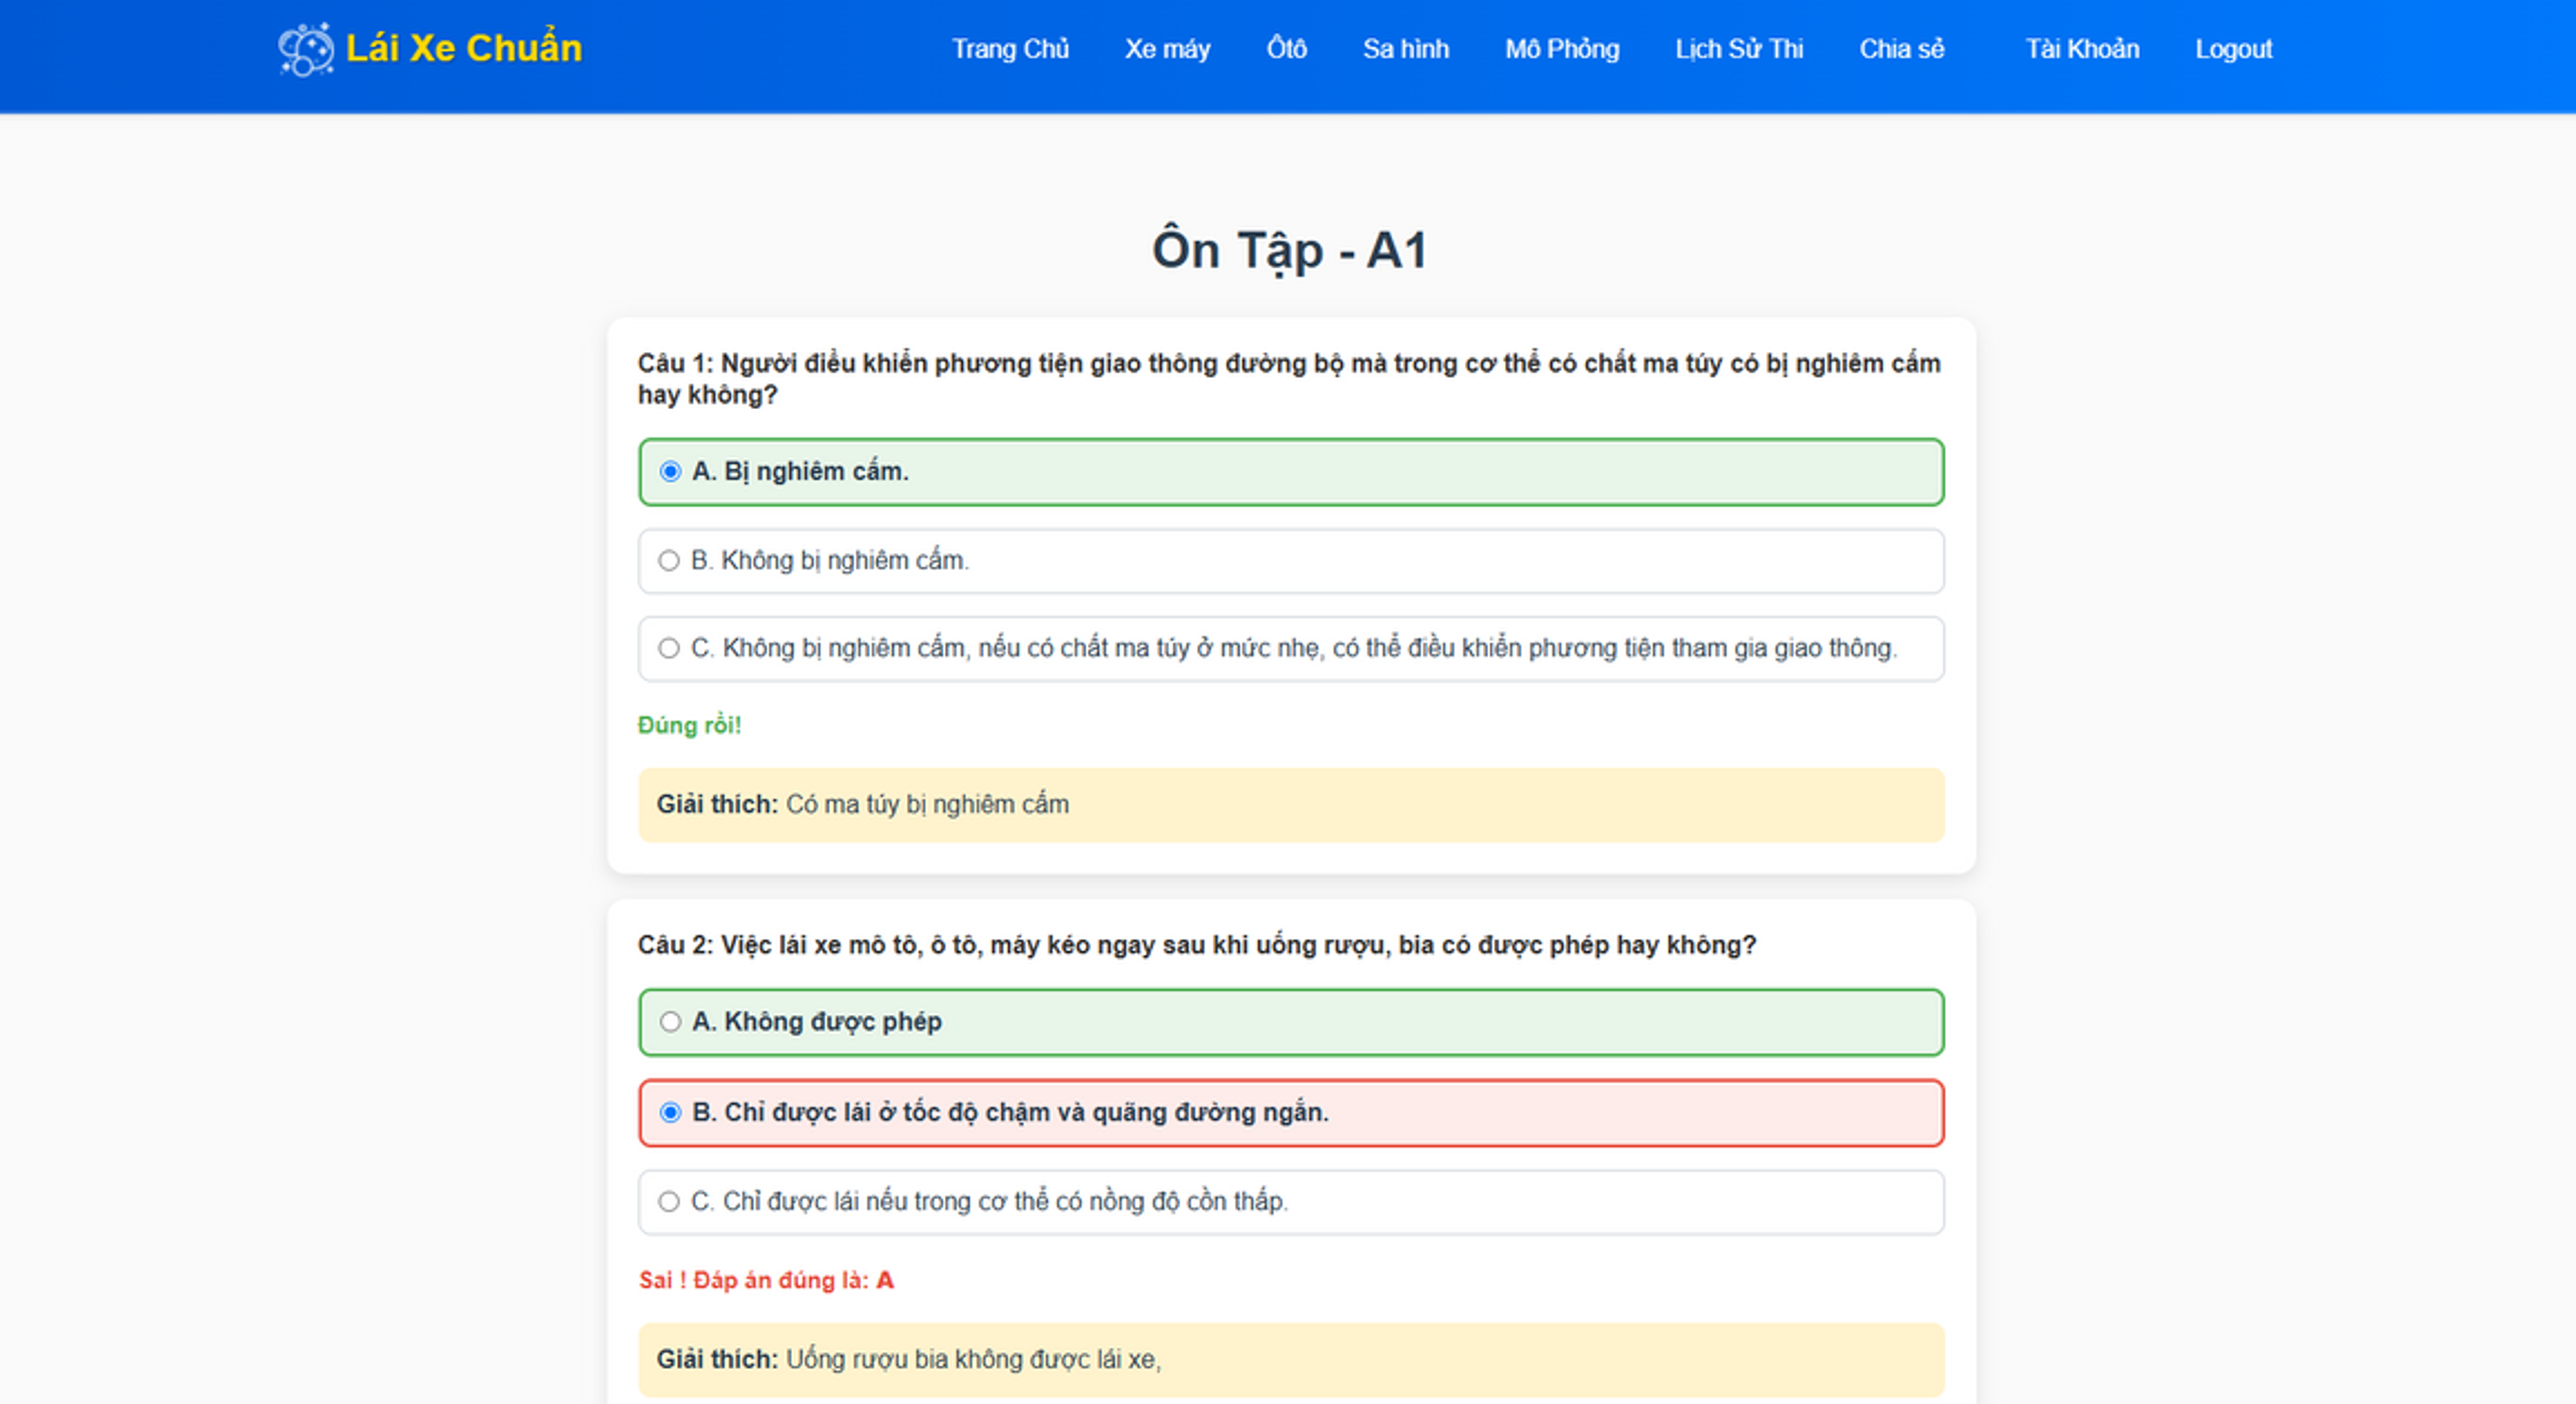 Lái Xe Chuẩn
Trang Chủ Xe máy Ôtô Sa hình Mô Phỏng Lịch Sử Thi Chia sẻ Tài Khoản Logout
Ôn Tập - A1
Câu 1: Người điều khiển phương tiện giao thông đường bộ mà trong cơ thể có chất ma túy có bị nghiêm cấm
hay không?
A. Bị nghiêm cấm.
B. Không bị nghiêm cấm.
C. Không bị nghiêm cấm, nếu có chất ma túy ở mức nhẹ, có thể điều khiển phương tiện tham gia giao thông.
Đúng rồi!
Giải thích: Có ma túy bị nghiêm cấm
Câu 2: Việc lái xe mô tô, ô tô, máy kéo ngay sau khi uống rượu, bia có được phép hay không?
A. Không được phép
B. Chỉ được lái ở tốc độ chậm và quãng đường ngắn.
C. Chỉ được lái nếu trong cơ thể có nồng độ cồn thấp.
Sai ! Đáp án đúng là: A
Giải thích: Uống rượu bia không được lái xe,